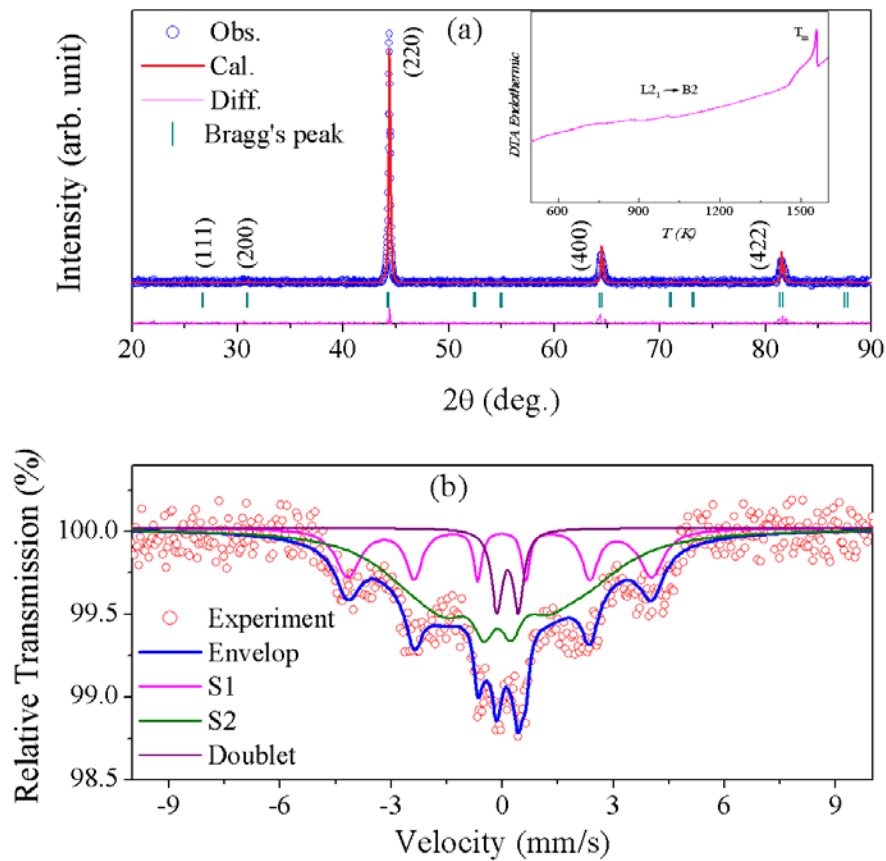 (a)
Obs.
Cal.
Diff.
Bragg's peak
(111)
(200)
(220)
(400)
(422)
Intensity (arb. unit)
20 30 40 50 60 70 80 90
2θ (deg.)
DTA Endothermic
L2₁ → B2
Tₘ
600 900 1200 1500
T (K)
(b)
Relative Transmission (%)
100.0
99.5
99.0
98.5
Experiment
Envelop
S1
S2
Doublet
-9 -6 -3 0 3 6 9
Velocity (mm/s)